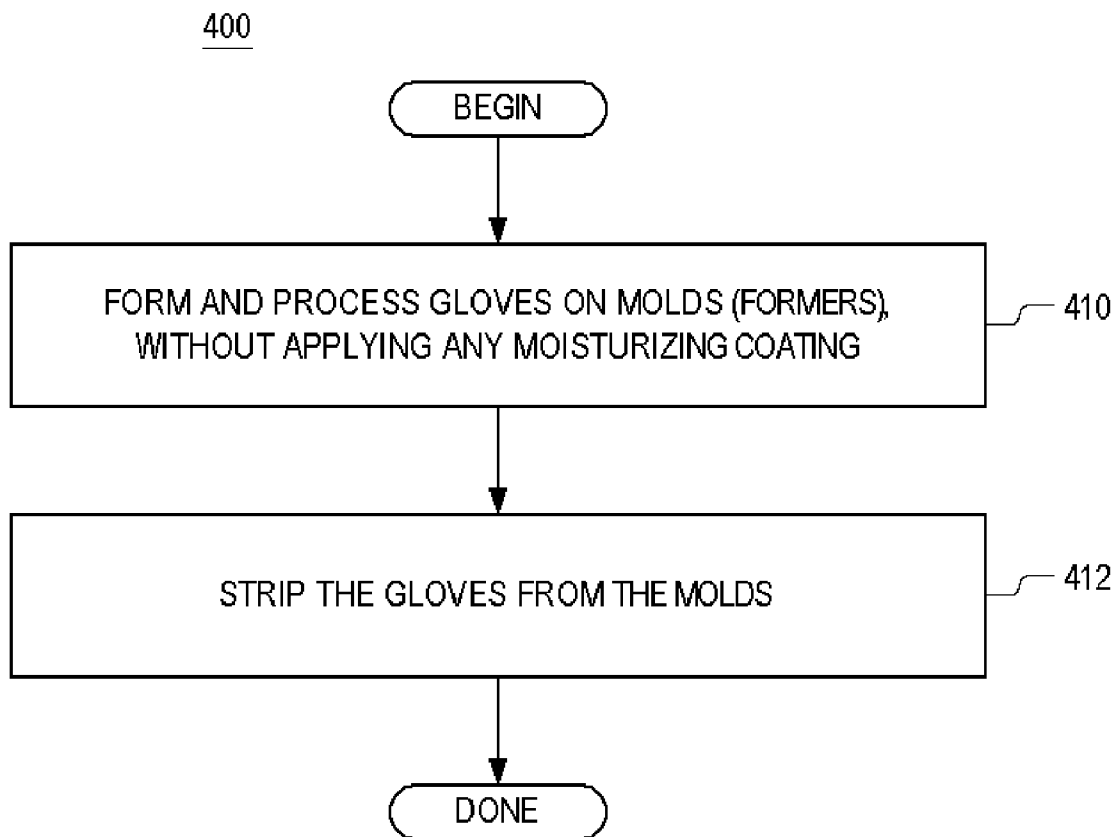 400
BEGIN
FORM AND PROCESS GLOVES ON MOLDS (FORMERS),
WITHOUT APPLYING ANY MOISTURIZING COATING
410
STRIP THE GLOVES FROM THE MOLDS
412
DONE